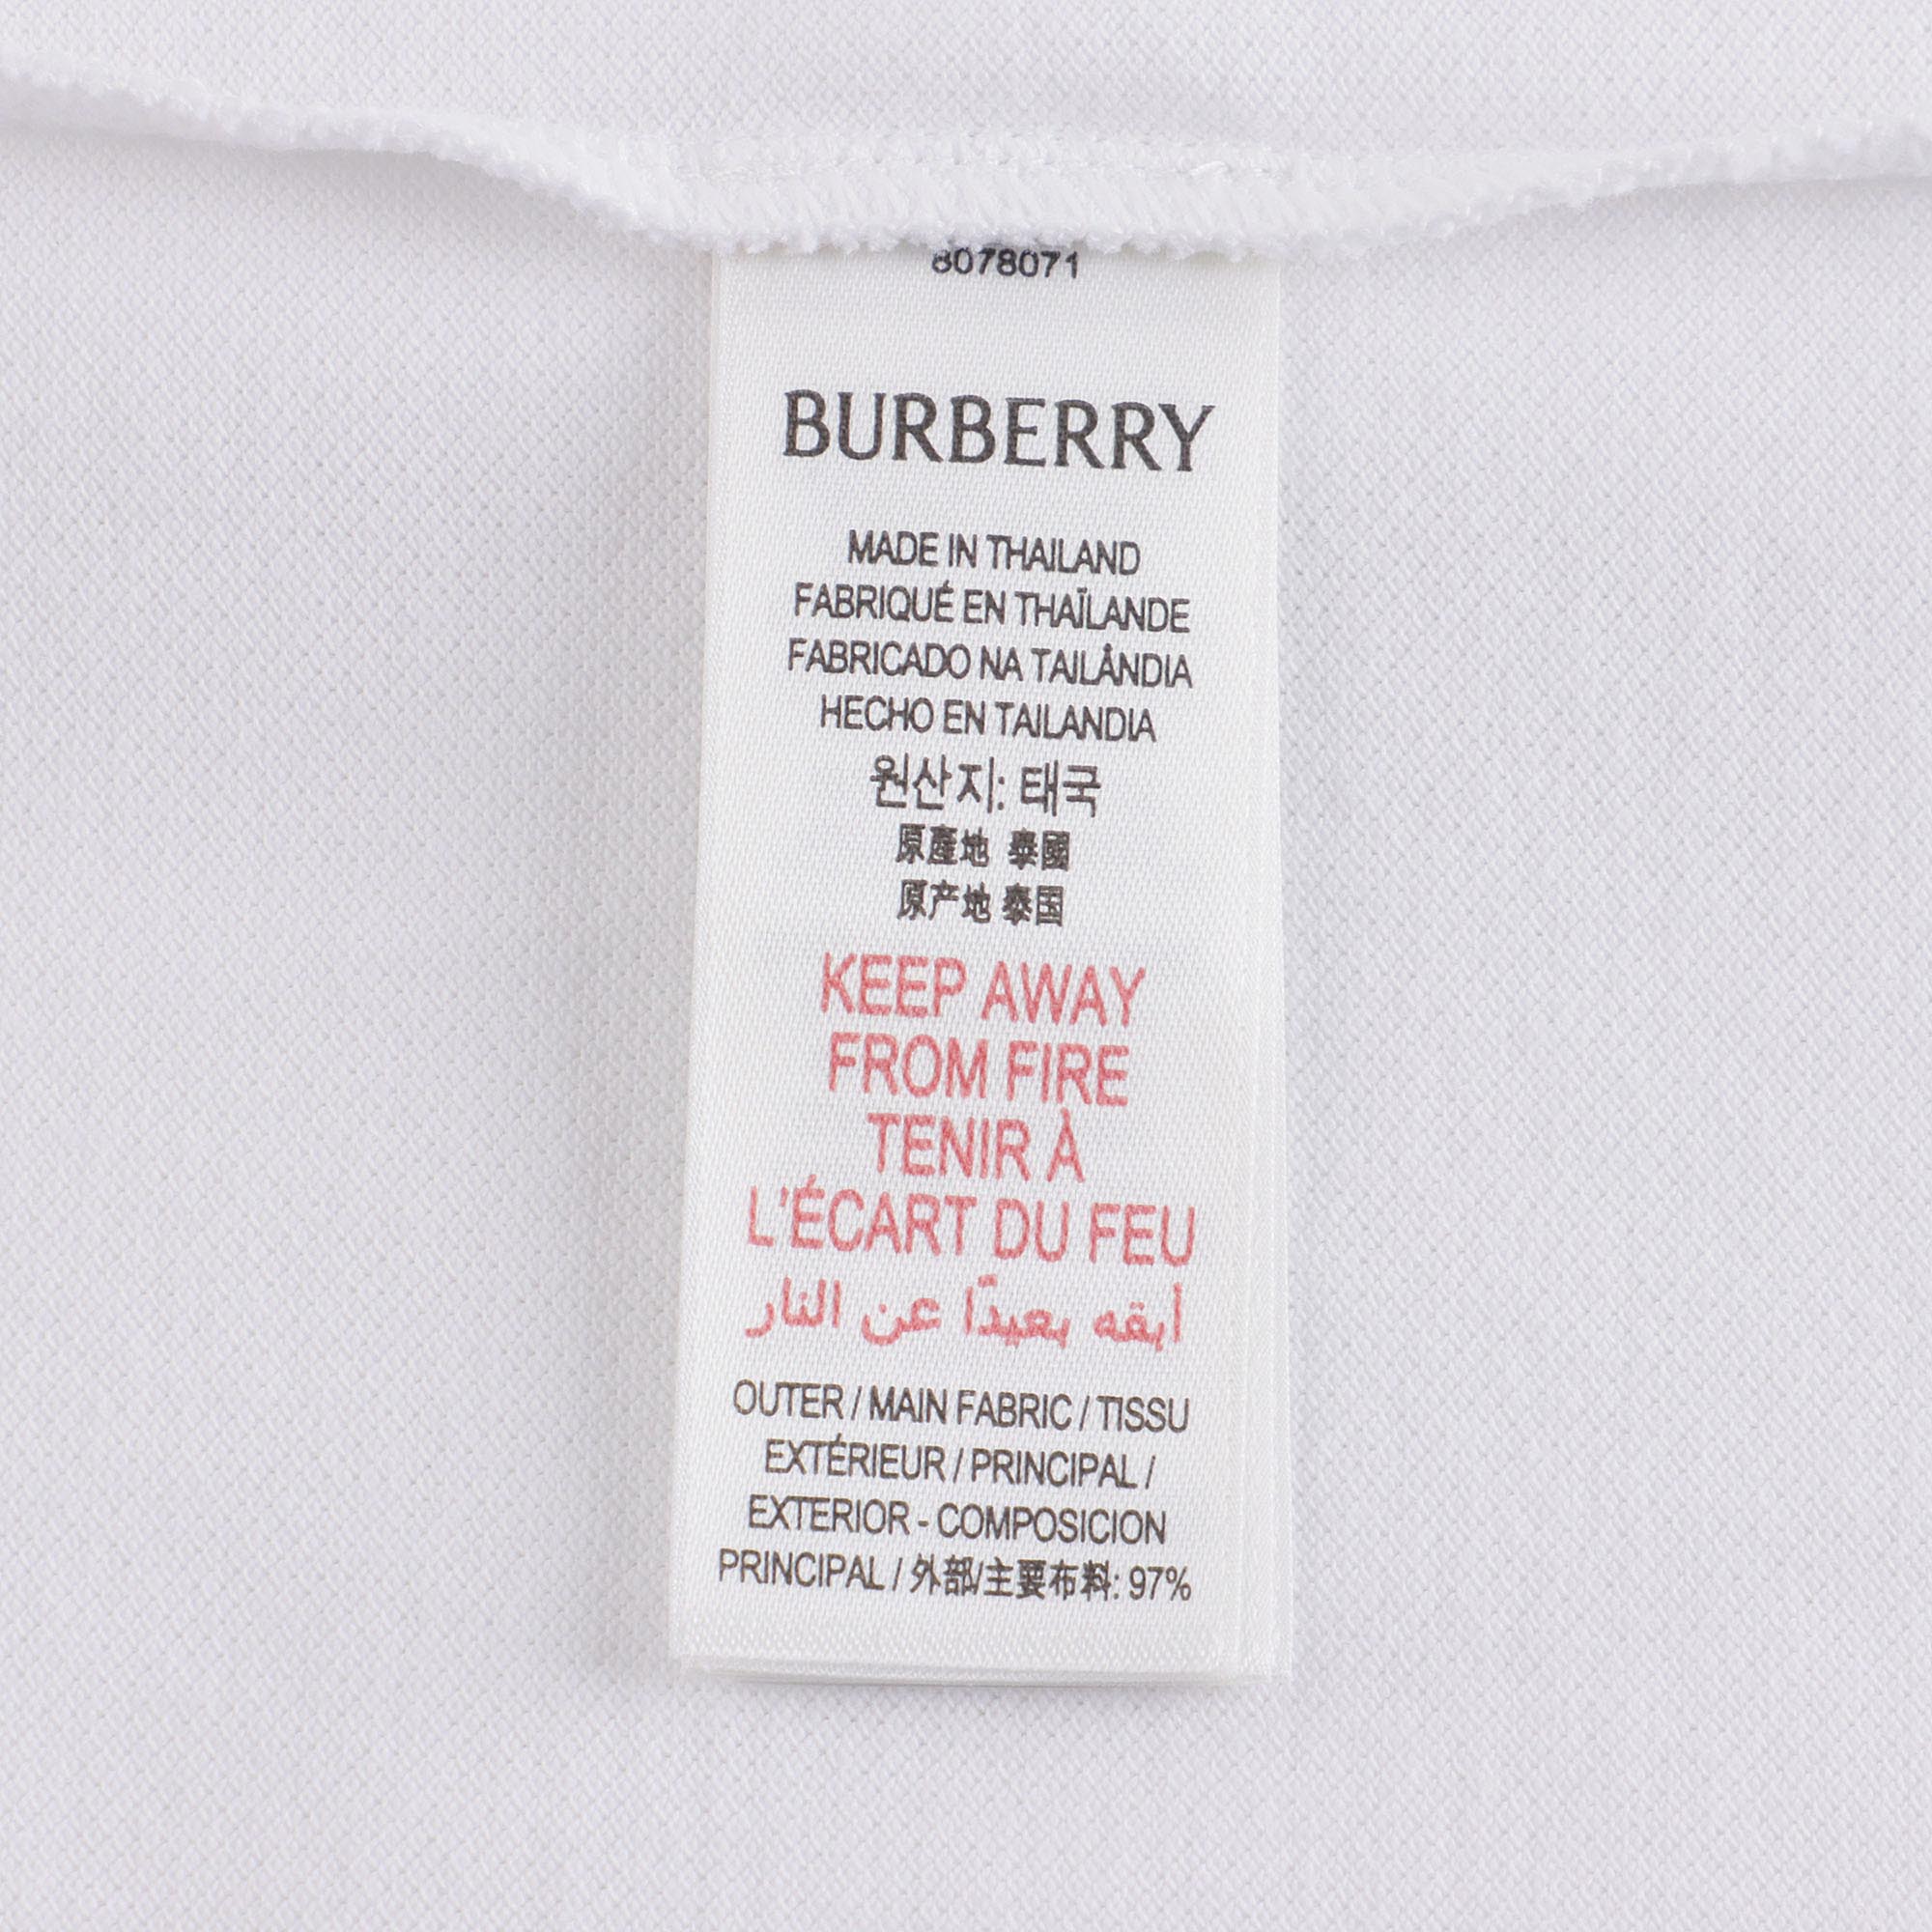 8078071
BURBERRY
MADE IN THAILAND
FABRIQUÉ EN THAÏLANDE
FABRICADO NA TAILÂNDIA
HECHO EN TAILANDIA
원산지: 태국
原產地 泰國
原产地 泰国
KEEP AWAY
FROM FIRE
TENIR À
L'ÉCART DU FEU
أبقه بعيدًا عن النار
OUTER / MAIN FABRIC / TISSU
EXTÉRIEUR / PRINCIPAL /
EXTERIOR - COMPOSICION
PRINCIPAL / 外部/主要布料: 97%